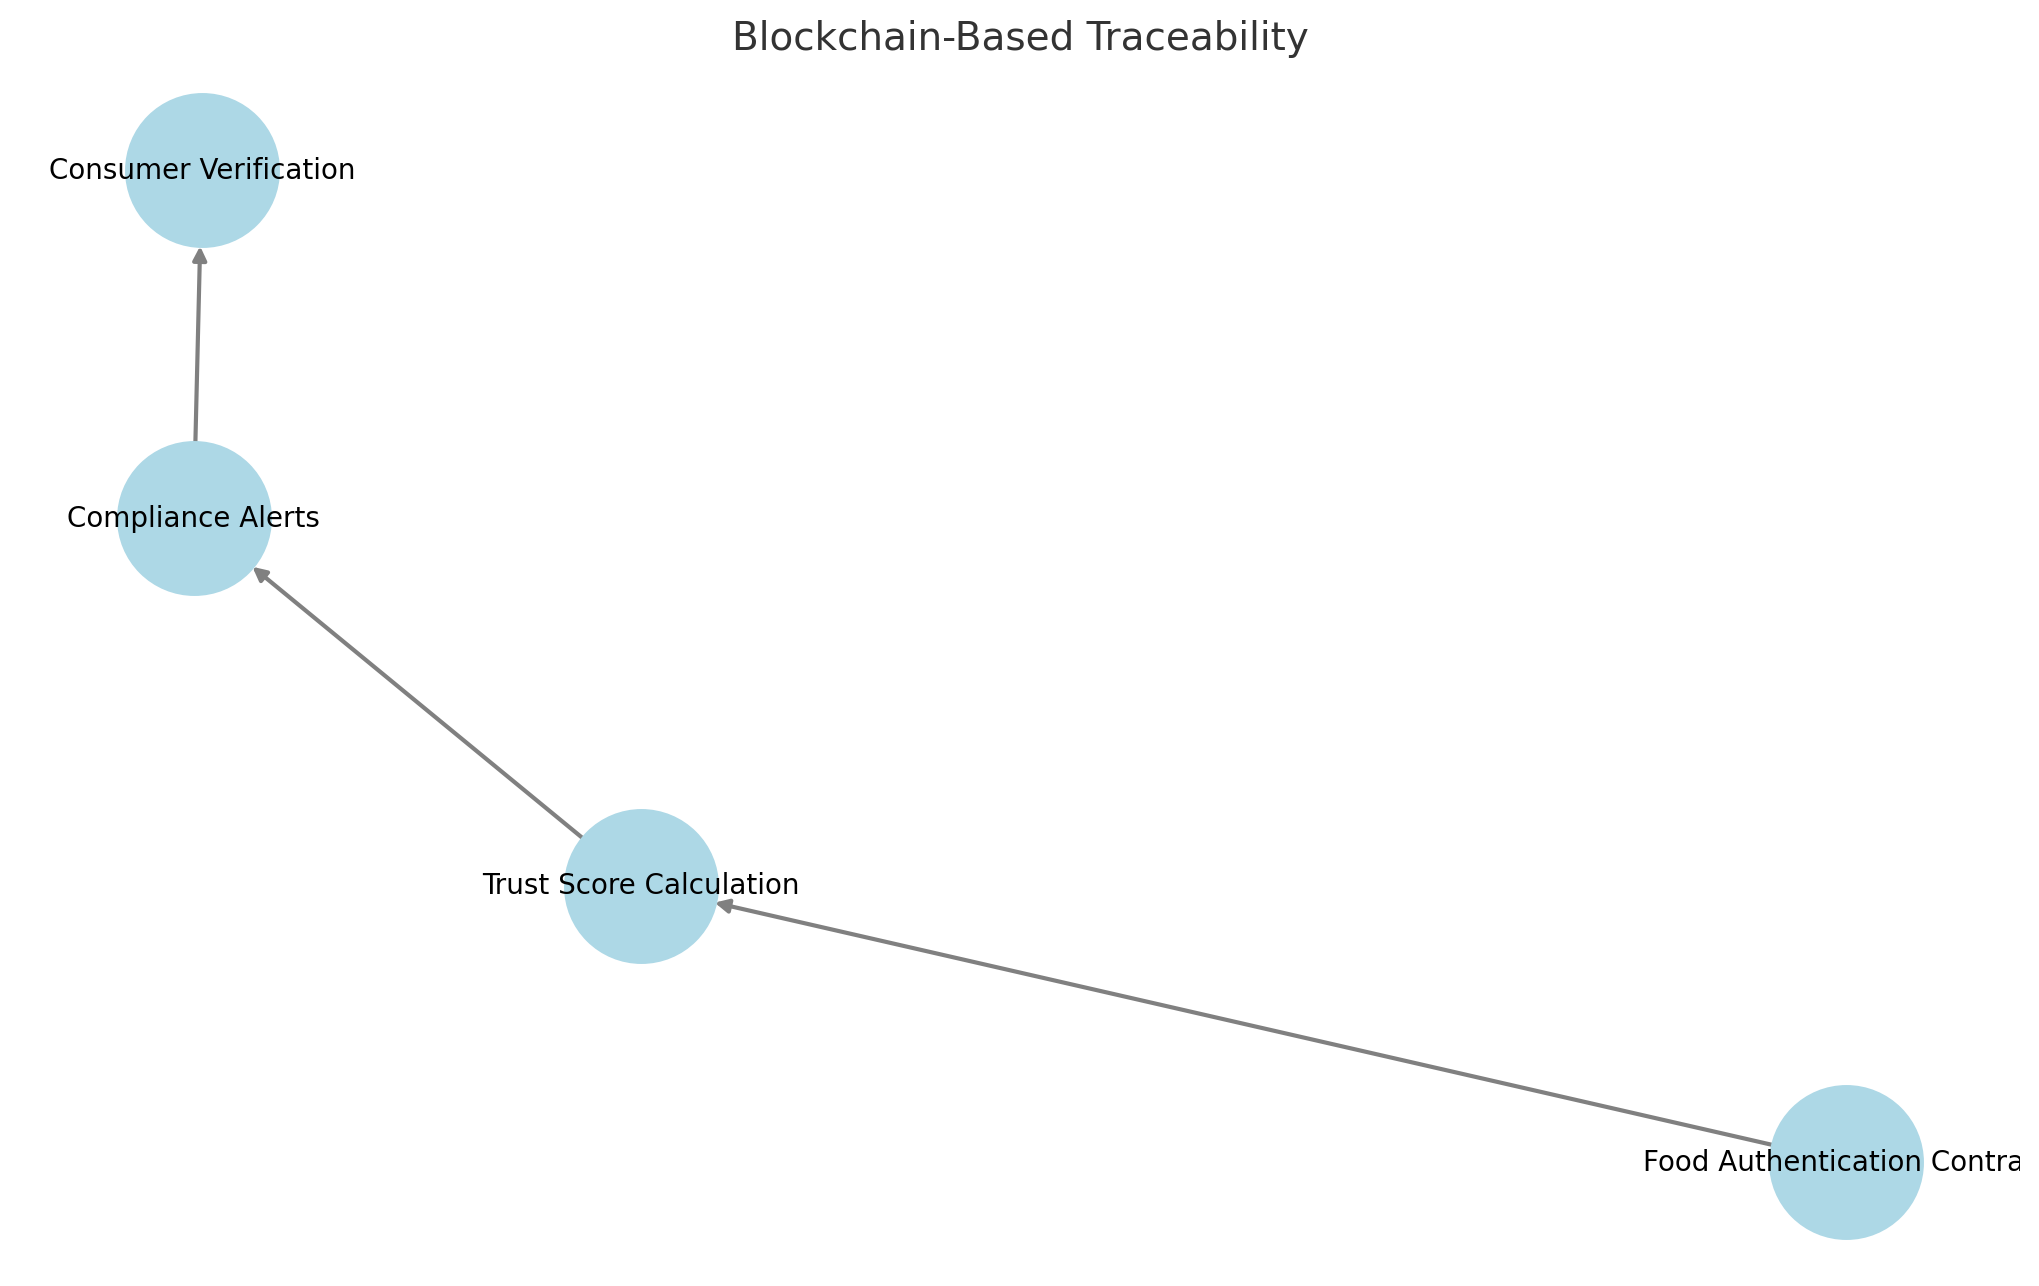 Blockchain-Based Traceability
Consumer Verification
Compliance Alerts
Trust Score Calculation
Food Authentication Contra